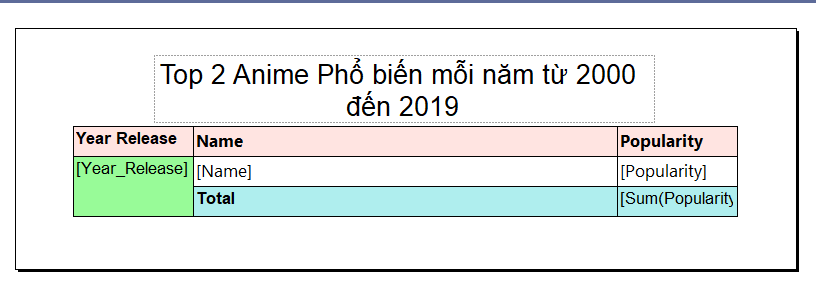 Top 2 Anime Phổ biến mỗi năm từ 2000
đến 2019
Year Release Name Popularity
[Year_Release] [Name] [Popularity]
Total [Sum(Popularity